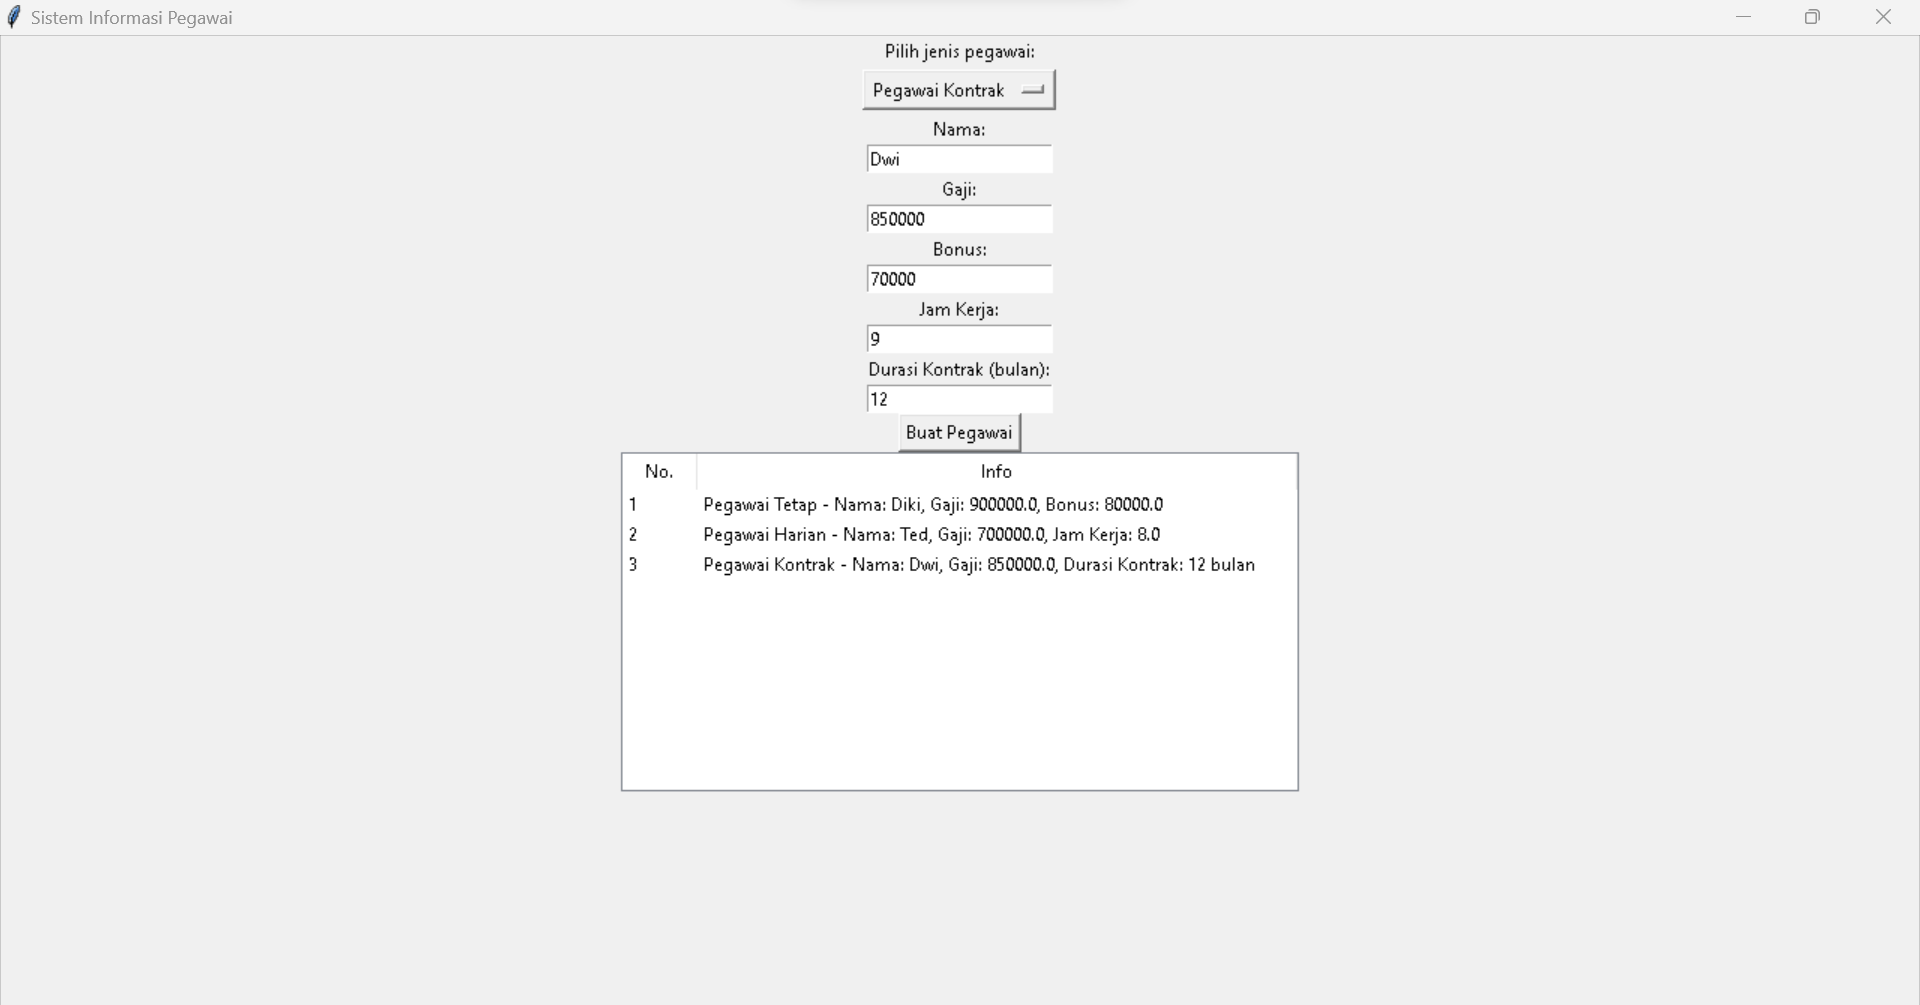 Sistem Informasi Pegawai
Pilih jenis pegawai:
Pegawai Kontrak
Nama:
Dwi
Gaji:
850000
Bonus:
70000
Jam Kerja:
9
Durasi Kontrak (bulan):
12
Buat Pegawai
No. Info
1 Pegawai Tetap - Nama: Diki, Gaji: 900000.0, Bonus: 80000.0
2 Pegawai Harian - Nama: Ted, Gaji: 700000.0, Jam Kerja: 8.0
3 Pegawai Kontrak - Nama: Dwi, Gaji: 850000.0, Durasi Kontrak: 12 bulan